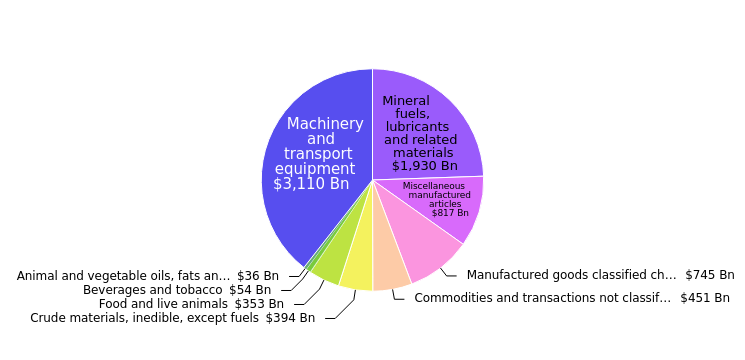 Mineral
fuels,
lubricants
and related
materials
$1,930 Bn
Machinery
and
transport
equipment
$3,110 Bn
Miscellaneous
manufactured
articles
$817 Bn
Animal and vegetable oils, fats an… $36 Bn
Manufactured goods classified ch… $745 Bn
Beverages and tobacco $54 Bn
Commodities and transactions not classif… $451 Bn
Food and live animals $353 Bn
Crude materials, inedible, except fuels $394 Bn